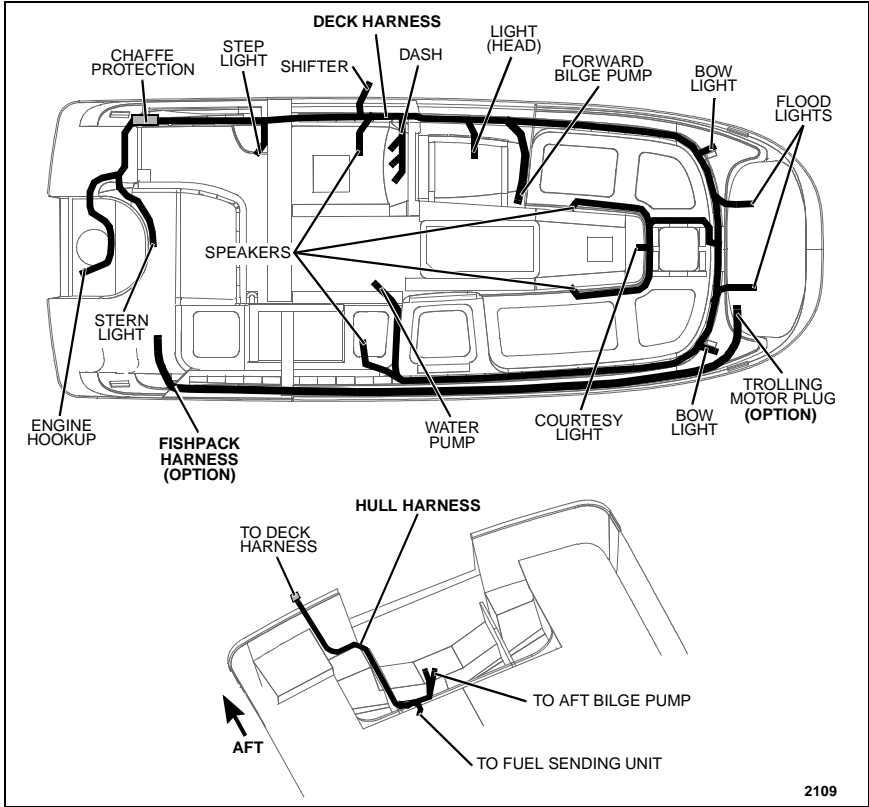 DECK HARNESS
LIGHT
(HEAD)
STEP
LIGHT
CHAFFE
PROTECTION
SHIFTER
DASH
FORWARD
BILGE PUMP
BOW
LIGHT
FLOOD
LIGHTS
SPEAKERS
STERN
LIGHT
ENGINE
HOOKUP
FISHPACK
HARNESS
(OPTION)
WATER
PUMP
COURTESY
LIGHT
BOW
LIGHT
TROLLING
MOTOR PLUG
(OPTION)
HULL HARNESS
TO DECK
HARNESS
TO AFT BILGE PUMP
AFT
TO FUEL SENDING UNIT
2109